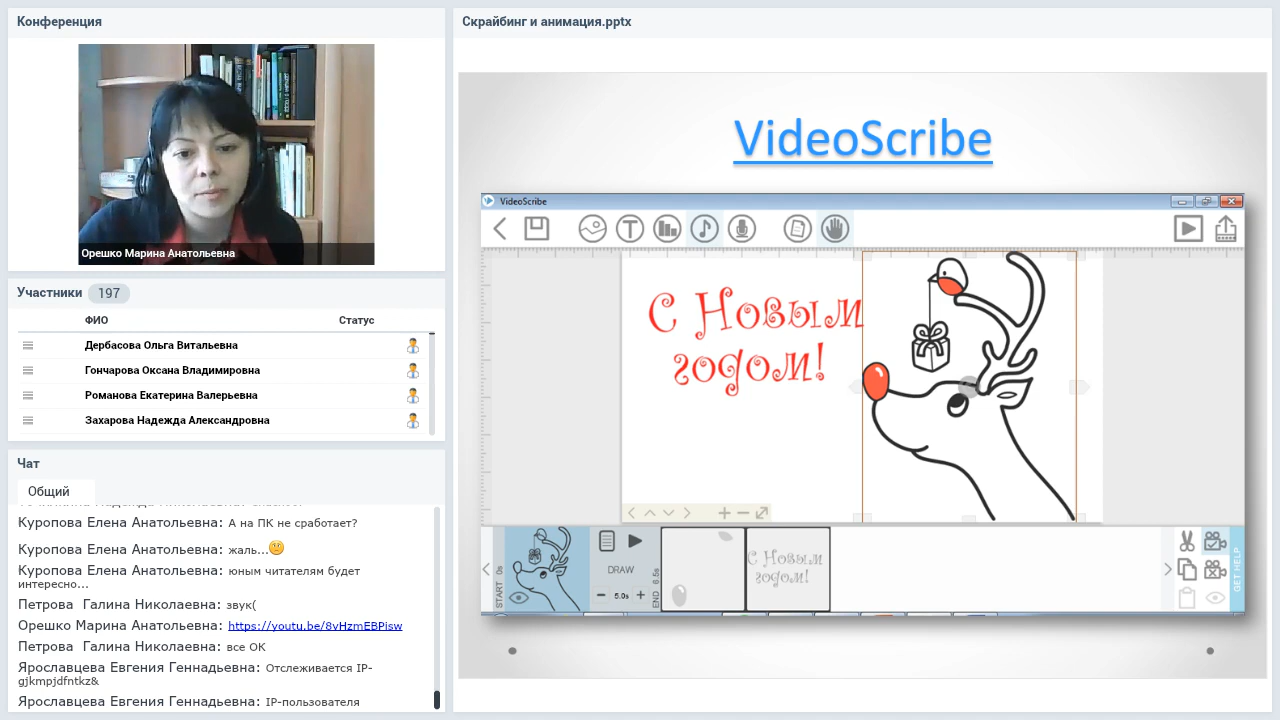 Конференция
Орешко Марина Анатольевна
Участники 197
ФИО Статус
Дербасова Ольга Витальевна
Гончарова Оксана Владимировна
Романова Екатерина Валерьевна
Захарова Надежда Александровна
Чат
Общий
Куропова Елена Анатольевна: А на ПК не сработает?
Куропова Елена Анатольевна: жаль...
Куропова Елена Анатольевна: юным читателям будет
интересно...
Петрова Галина Николаевна: звук(
Орешко Марина Анатольевна: https://youtu.be/8vHzmEBPisw
Петрова Галина Николаевна: все ОК
Ярославцева Евгения Геннадьевна: Отслеживается IP-
gjkmpjdfntkz&
Ярославцева Евгения Геннадьевна: IP-пользователя
Скрайбинг и анимация.pptx
VideoScribe
VideoScribe
С Новым
годом!
START 0s
DRAW
5.0s
END 6.5s
С Новым
годом!
GET HELP